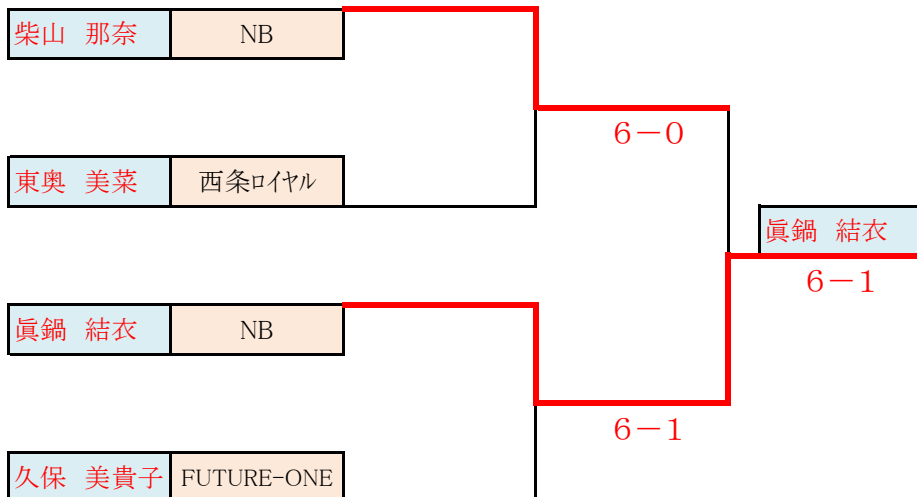 柴山 那奈 NB
6-0
東奥 美菜 西条ロイヤル
眞鍋 結衣
6-1
眞鍋 結衣 NB
6-1
久保 美貴子 FUTURE-ONE